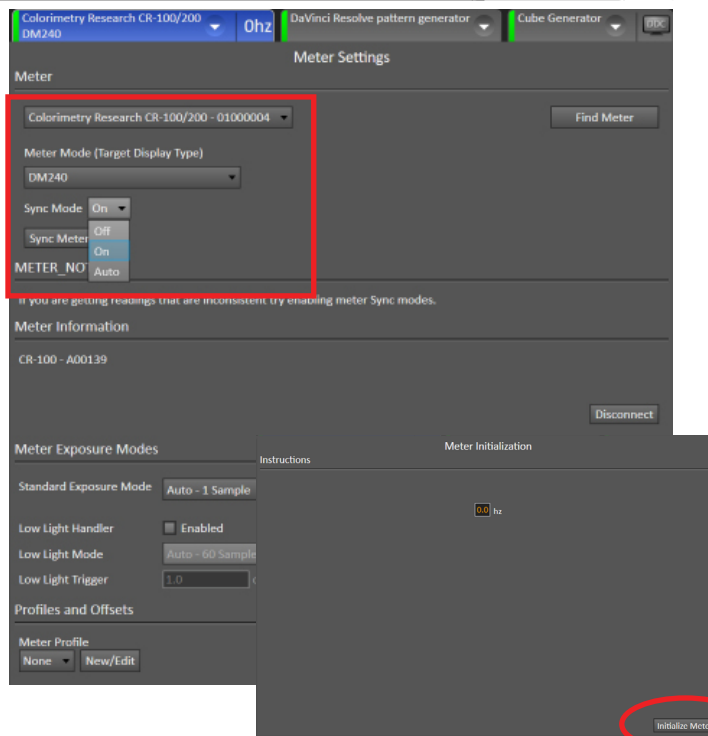 Colorimetry Research CR-100/200
DM240
0hz
DaVinci Resolve pattern generator
Cube Generator
Meter Settings
Meter
Colorimetry Research CR-100/200 - 01000004
Find Meter
Meter Mode (Target Display Type)
DM240
Sync Mode On
Off
Sync Meter
On
METER_NO
Auto
If you are getting readings that are inconsistent try enabling meter Sync modes.
Meter Information
CR-100 - A00139
Disconnect
Meter Exposure Modes
Meter Initialization
Instructions
Standard Exposure Mode Auto - 1 Sample
0.0 hz
Low Light Handler Enabled
Low Light Mode Auto - 60 Sample
Low Light Trigger 1.0
Profiles and Offsets
Meter Profile
None New/Edit
Initialize Mete